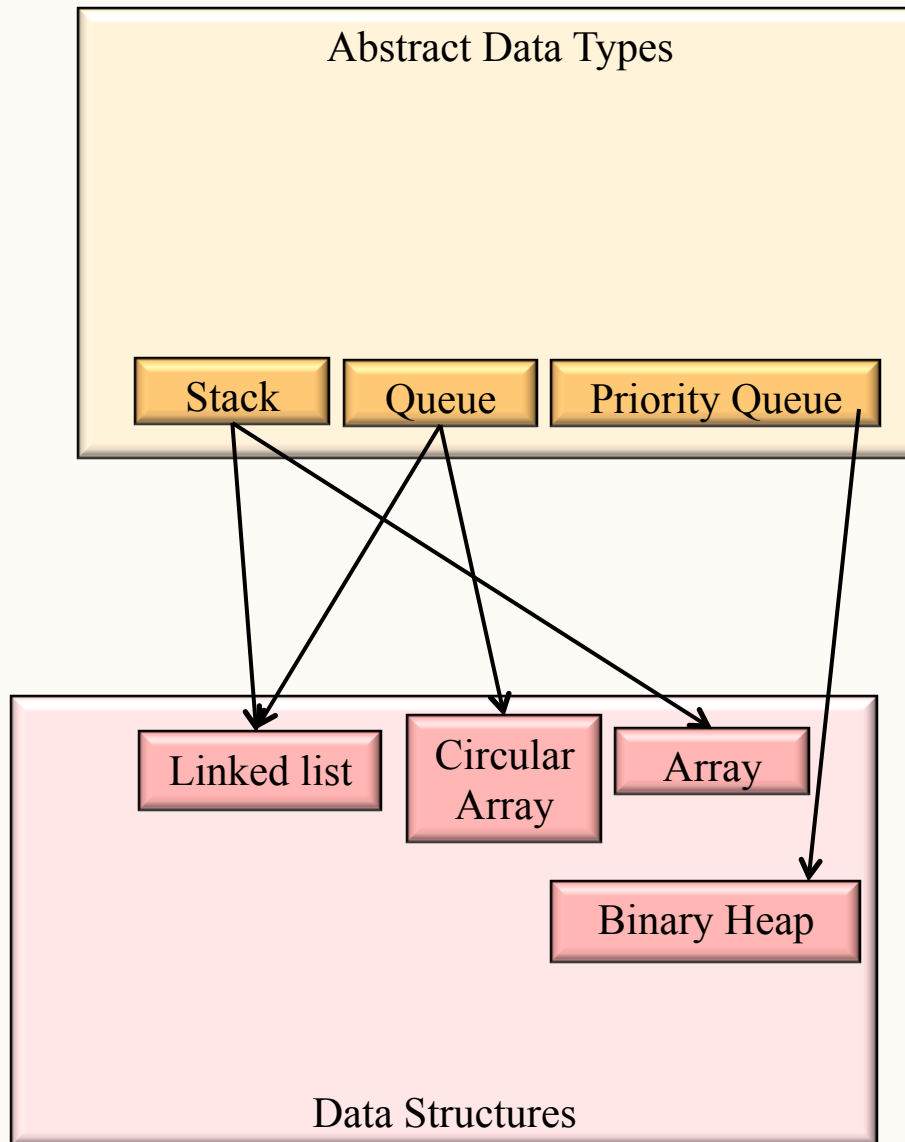 Abstract Data Types
Stack
Queue
Priority Queue
Linked list
Circular
Array
Array
Binary Heap
Data Structures